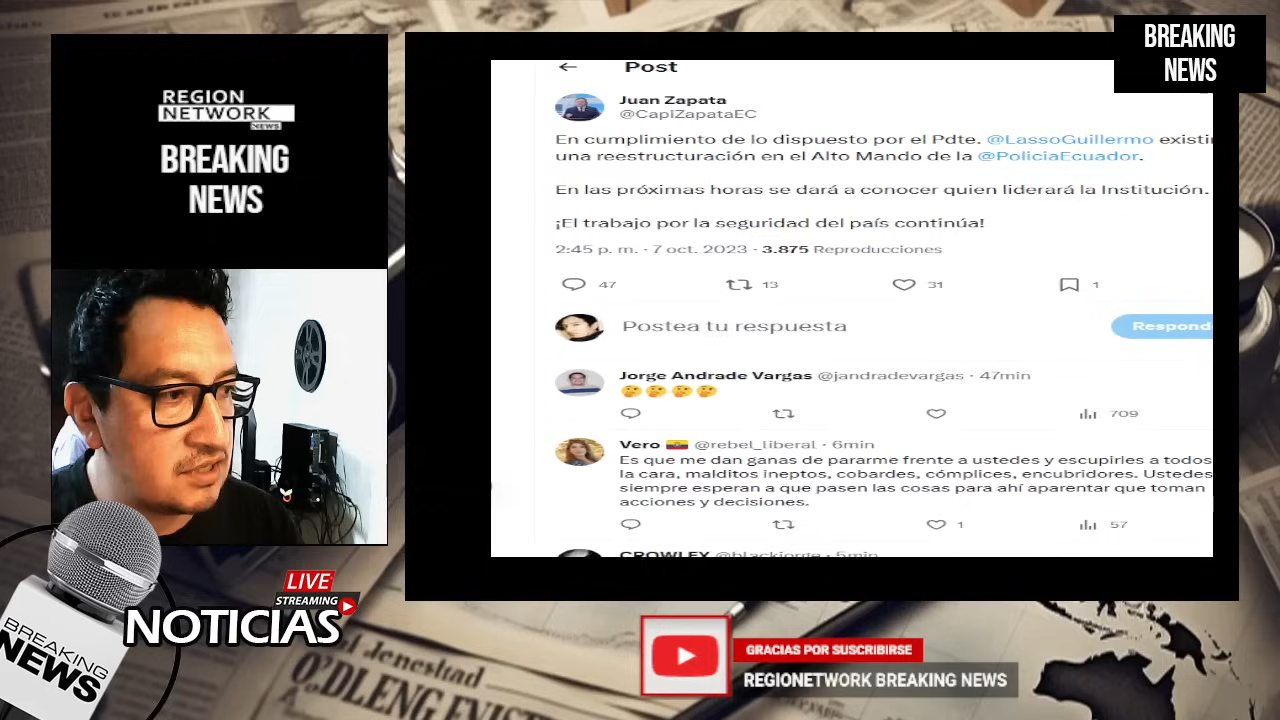 BREAKING
NEWS
REGION
NETWORK
NEWS
BREAKING
NEWS
Post
Juan Zapata
@CapiZapataEC
En cumplimiento de lo dispuesto por el Pdte. @LassoGuillermo
una reestructuración en el Alto Mando de la @PoliciaEcuador.
En las próximas horas se dará a conocer quien liderará la Institución.
¡El trabajo por la seguridad del país continúa!
2:45 p. m. · 7 oct. 2023 · 3.875 Reproducciones
47 13 31 1
Postea tu respuesta
Respond
Jorge Andrade Vargas @jandradevargas · 47min
🤔🤔🤔🤔
709
Vero 🇪🇨 @rebel_liberal · 6min
Es que me dan ganas de pararme frente a ustedes y escupirles a todos
la cara, malditos ineptos, cobardes, cómplices, encubridores. Ustedes
siempre esperan a que pasen las cosas para ahí aparentar que toman
acciones y decisiones.
1 57
CROWLEY @blackjorge · 5min
LIVE
STREAMING
NOTICIAS
BREAKING
NEWS
GRACIAS POR SUSCRIBIRSE
REGIONETWORK BREAKING NEWS